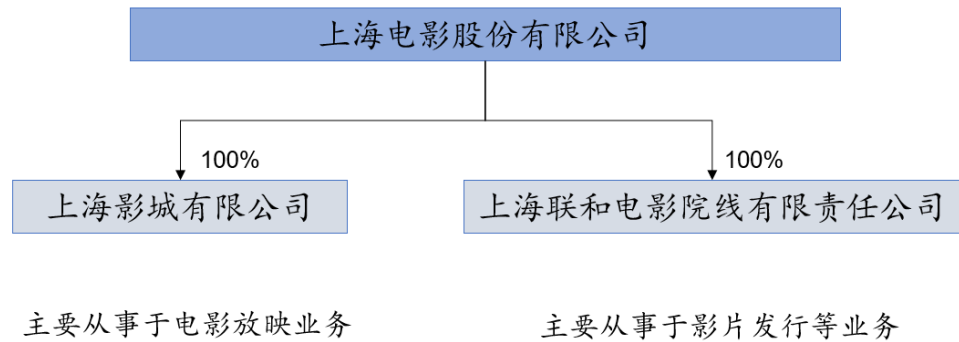 上海电影股份有限公司
100%
100%
上海影城有限公司
上海联和电影院线有限责任公司
主要从事于电影放映业务
主要从事于影片发行等业务